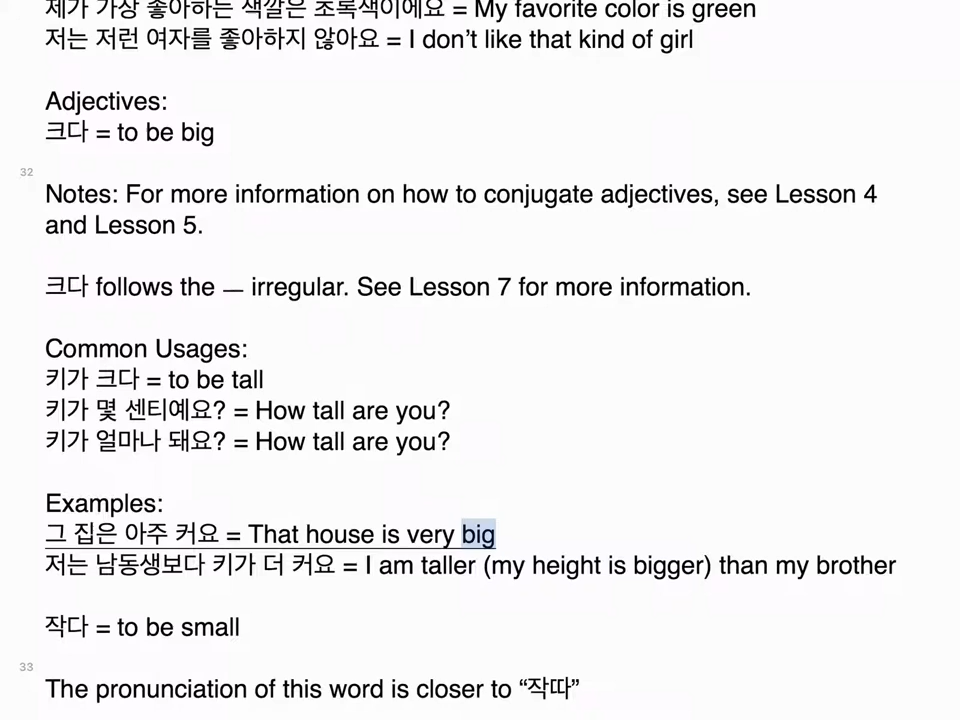 제가 가장 좋아하는 색깔은 초록색이에요 = My favorite color is green
저는 저런 여자를 좋아하지 않아요 = I don’t like that kind of girl
Adjectives:
크다 = to be big
32
Notes: For more information on how to conjugate adjectives, see Lesson 4
and Lesson 5.
크다 follows the ㅡ irregular. See Lesson 7 for more information.
Common Usages:
키가 크다 = to be tall
키가 몇 센티예요? = How tall are you?
키가 얼마나 돼요? = How tall are you?
Examples:
그 집은 아주 커요 = That house is very big
저는 남동생보다 키가 더 커요 = I am taller (my height is bigger) than my brother
작다 = to be small
33
The pronunciation of this word is closer to “작따”